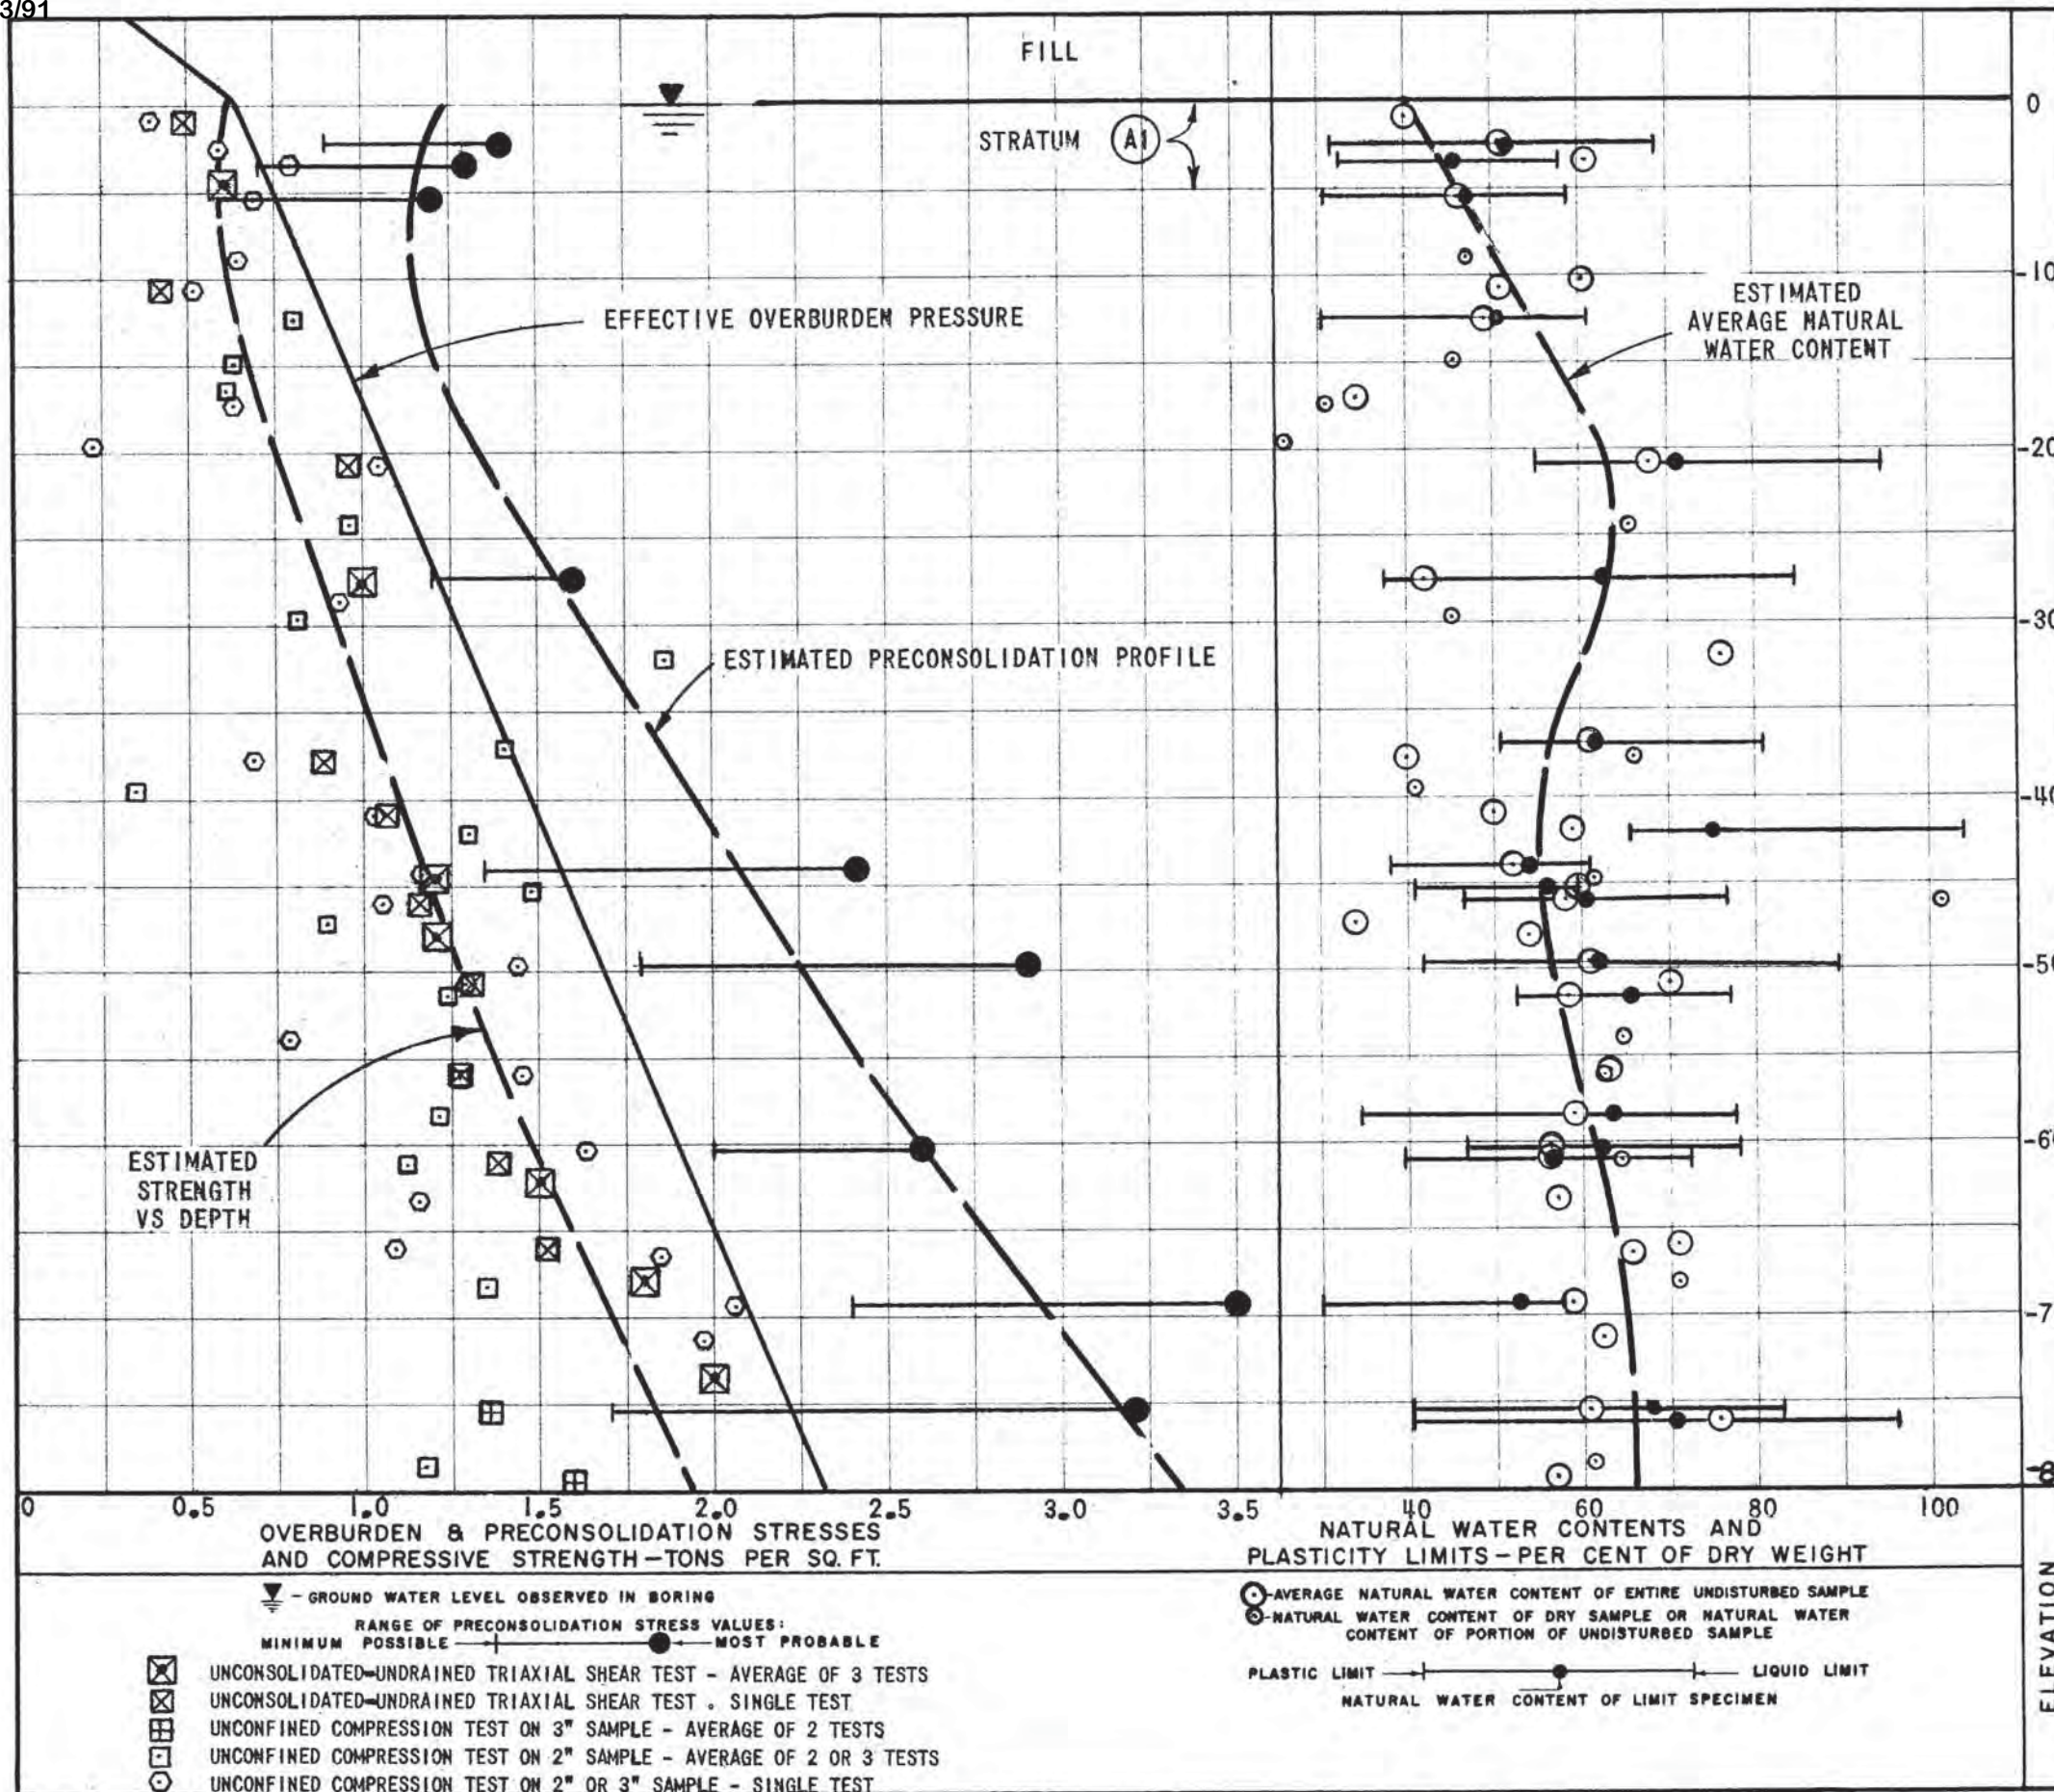 3/91
FILL
STRATUM A1
EFFECTIVE OVERBURDEN PRESSURE
ESTIMATED
AVERAGE NATURAL
WATER CONTENT
ESTIMATED PRECONSOLIDATION PROFILE
ESTIMATED
STRENGTH
VS DEPTH
0
-10
-20
-30
-40
-50
-60
-7
-8
0 0.5 1.0 1.5 2.0 2.5 3.0 3.5 40 60 80 100
OVERBURDEN & PRECONSOLIDATION STRESSES
AND COMPRESSIVE STRENGTH-TONS PER SQ. FT.
NATURAL WATER CONTENTS AND
PLASTICITY LIMITS-PER CENT OF DRY WEIGHT
- GROUND WATER LEVEL OBSERVED IN BORING
RANGE OF PRECONSOLIDATION STRESS VALUES:
MINIMUM POSSIBLE MOST PROBABLE
UNCONSOLIDATED-UNDRAINED TRIAXIAL SHEAR TEST - AVERAGE OF 3 TESTS
UNCONSOLIDATED-UNDRAINED TRIAXIAL SHEAR TEST . SINGLE TEST
UNCONFINED COMPRESSION TEST ON 3" SAMPLE - AVERAGE OF 2 TESTS
UNCONFINED COMPRESSION TEST ON 2" SAMPLE - AVERAGE OF 2 OR 3 TESTS
UNCONFINED COMPRESSION TEST ON 2" OR 3" SAMPLE - SINGLE TEST
-AVERAGE NATURAL WATER CONTENT OF ENTIRE UNDISTURBED SAMPLE
-NATURAL WATER CONTENT OF DRY SAMPLE OR NATURAL WATER
CONTENT OF PORTION OF UNDISTURBED SAMPLE
PLASTIC LIMIT LIQUID LIMIT
NATURAL WATER CONTENT OF LIMIT SPECIMEN
ELEVATION